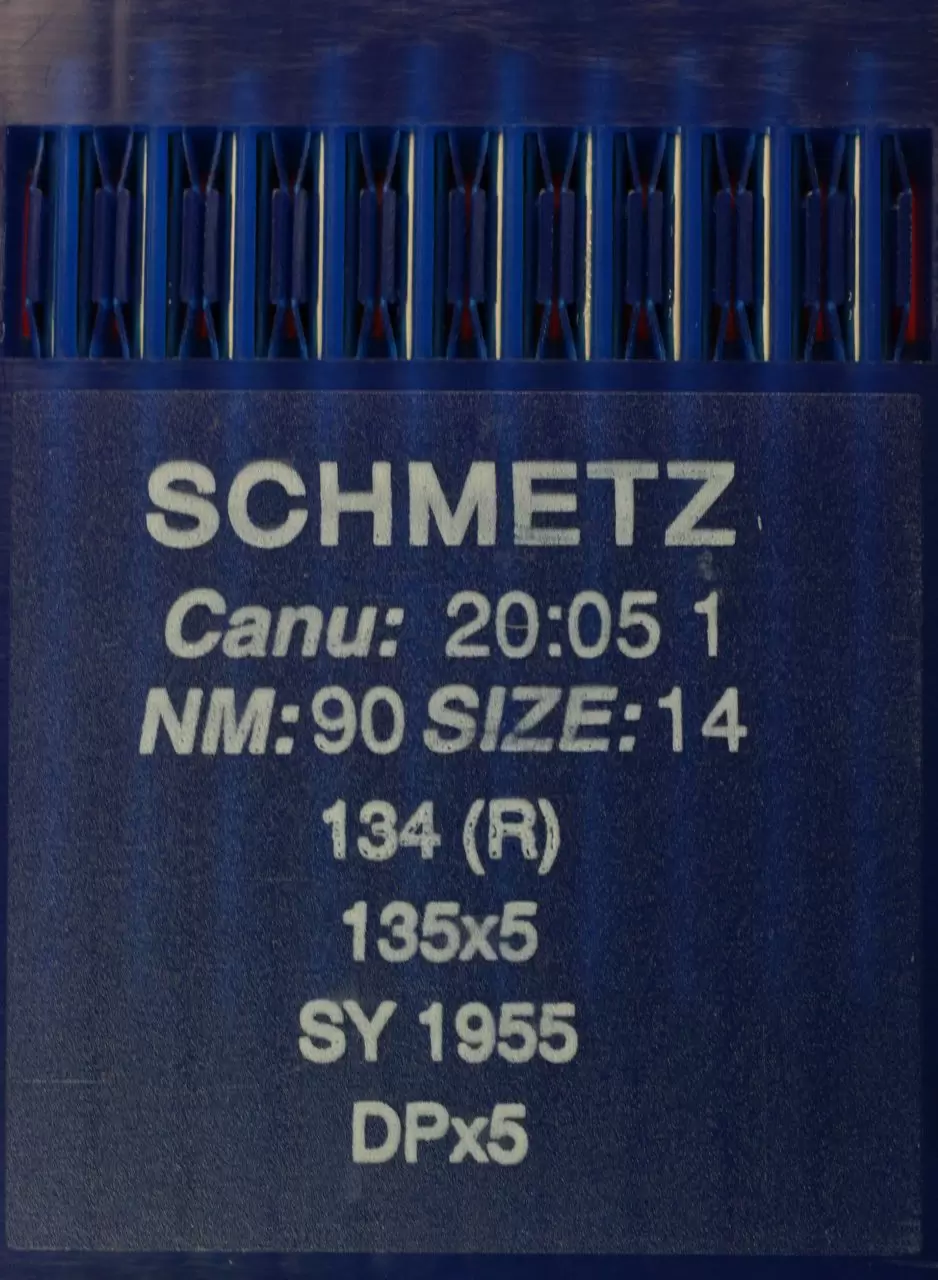 SCHMETZ
Canu: 20:05 1
NM:90 SIZE:14
134 (R)
135x5
SY 1955
DPx5